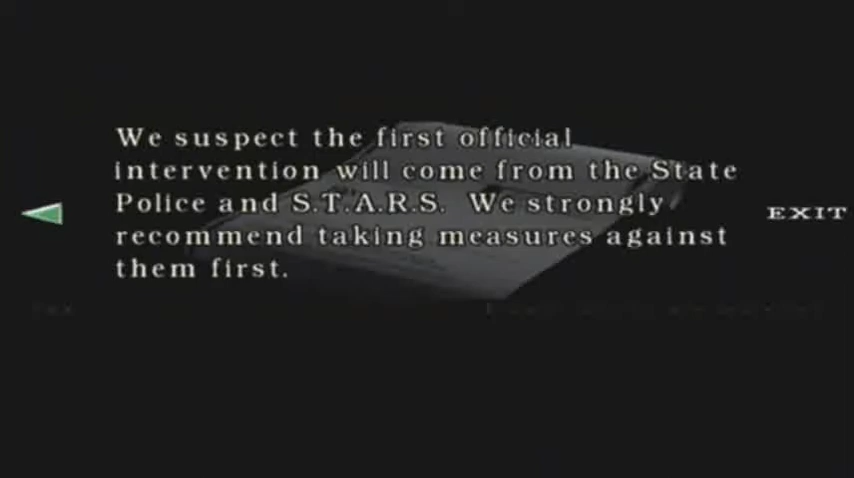 We suspect the first official
intervention will come from the State
Police and S.T.A.R.S. We strongly
recommend taking measures against
them first.
EXIT